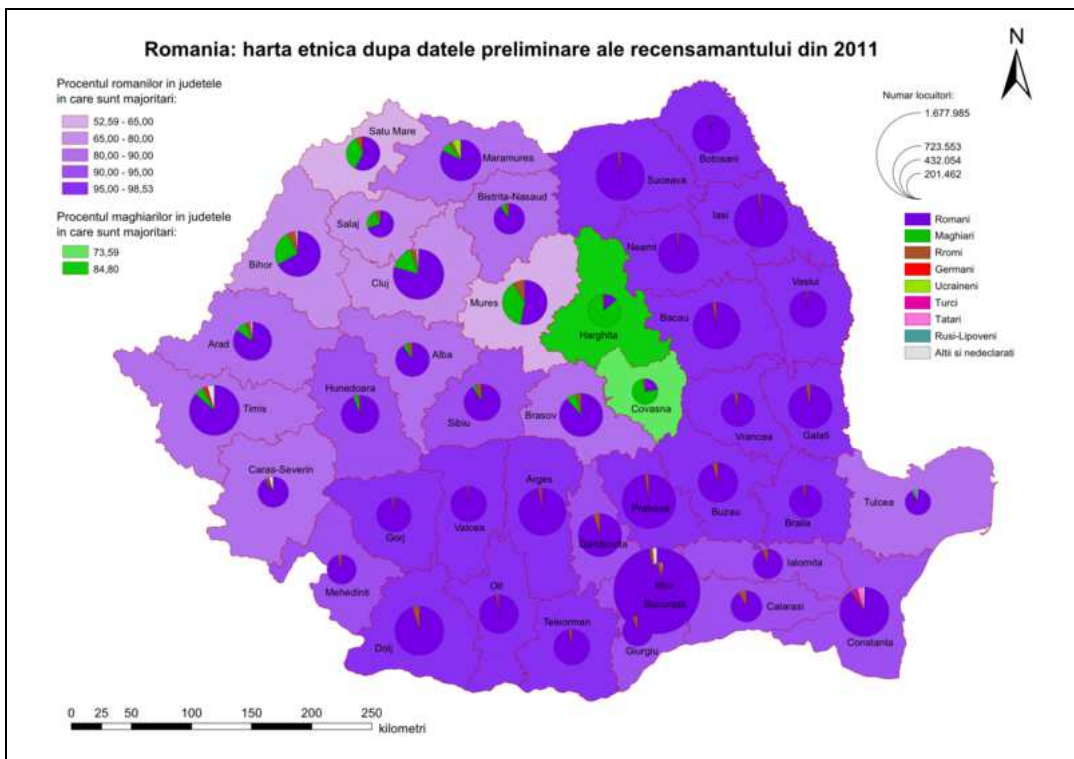 Romania: harta etnica dupa datele preliminare ale recensamantului din 2011
N
Procentul romanilor in judetele
in care sunt majoritari:
52,59 - 65,00
65,00 - 80,00
80,00 - 90,00
90,00 - 95,00
95,00 - 98,53
Procentul maghiarilor in judetele
in care sunt majoritari:
73,59
84,80
Numar locuitori:
1.677.985
723.553
432.054
201.462
Romani
Maghiari
Rromi
Germani
Ucraineni
Turci
Tatari
Rusi-Lipoveni
Altii si nedeclarati
Satu Mare
Maramures
Botosani
Suceava
Bistrita-Nasaud
Iasi
Salaj
Neamt
Bihor
Cluj
Vaslui
Mures
Bacau
Harghita
Arad
Alba
Hunedoara
Covasna
Timis
Brasov
Sibiu
Vrancea
Galati
Caras-Severin
Arges
Tulcea
Prahova
Buzau
Braila
Valcea
Gorj
Dambovita
Ialomita
Ilfov
Olt
Mehedinti
Bucuresti
Calarasi
Teleorman
Constanta
Dolj
Giurgiu
0 25 50 100 150 200 250
kilometri